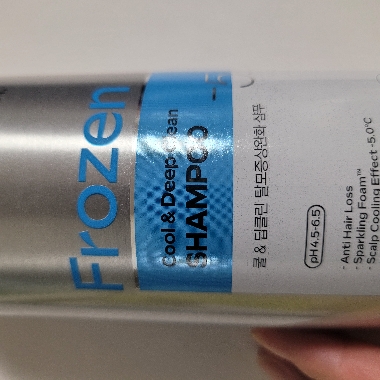 Frozen
Cool & Deep-clean
SHAMPOO
쿨 & 딥클린 탈모증상완화 샴푸
pH4.5-6.5
- Anti Hair Loss
- Sparkling Foam™
- Scalp Cooling Effect -5.0℃